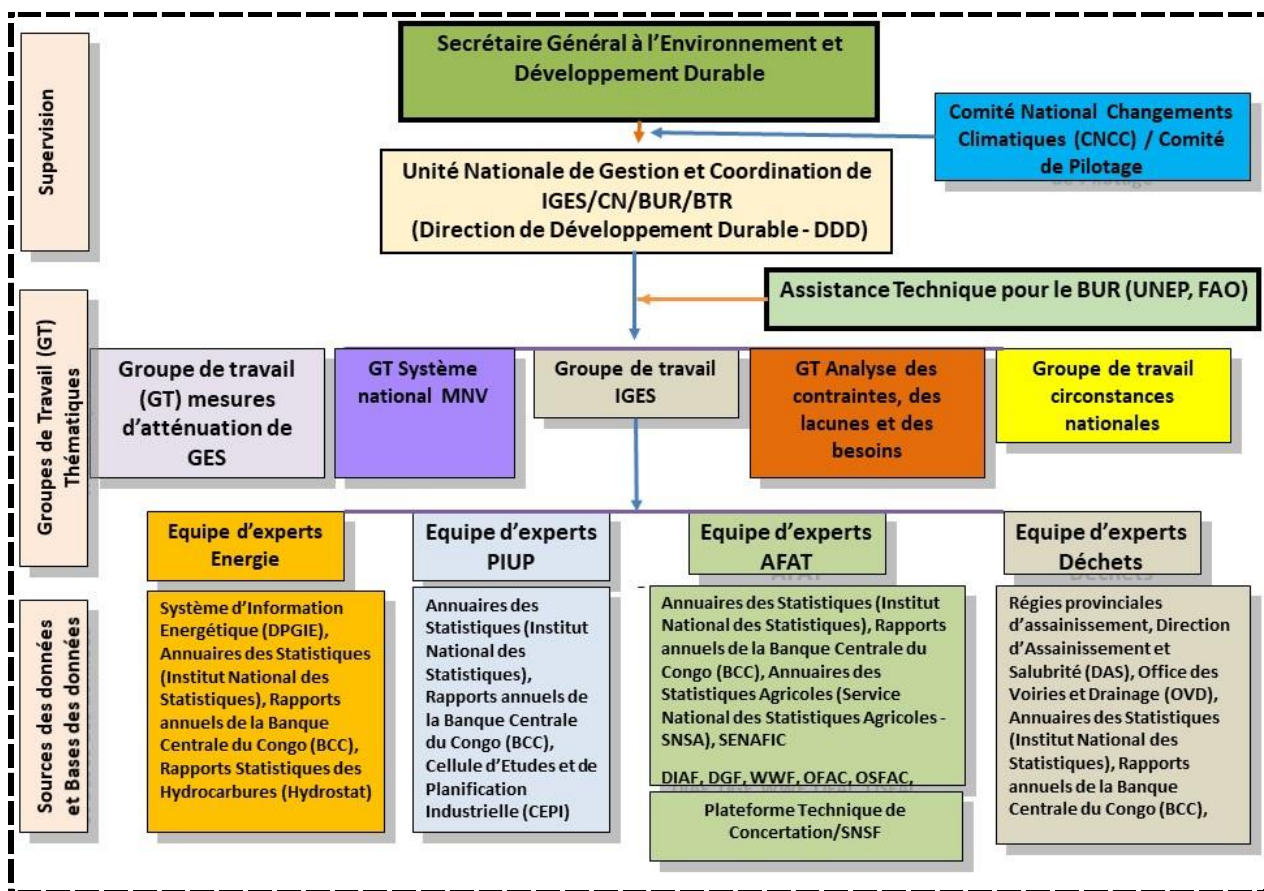 Secrétaire Général à l'Environnement et
Développement Durable
Comité National Changements
Climatiques (CNCC) / Comité
de Pilotage
Unité Nationale de Gestion et Coordination de
IGES/CN/BUR/BTR
(Direction de Développement Durable - DDD)
Supervision
Assistance Technique pour le BUR (UNEP, FAO)
Groupes de Travail (GT)
Thématiques
Groupe de travail
(GT) mesures
d'atténuation de
GES
GT Système
national MNV
Groupe de travail
IGES
GT Analyse des
contraintes, des
lacunes et des
besoins
Groupe de travail
circonstances
nationales
Equipe d'experts
Energie
Equipe d'experts
PIUP
Equipe d'experts
AFAT
Equipe d'experts
Déchets
Sources des données
et Bases des données
Système d'Information
Energétique (DPGIE),
Annuaires des Statistiques
(Institut National des
Statistiques), Rapports
annuels de la Banque
Centrale du Congo (BCC),
Rapports Statistiques des
Hydrocarbures (Hydrostat)
Annuaires des
Statistiques (Institut
National des
Statistiques),
Rapports annuels de
la Banque Centrale
du Congo (BCC),
Cellule d'Etudes et de
Planification
Industrielle (CEPI)
Annuaires des Statistiques (Institut
National des Statistiques), Rapports
annuels de la Banque Centrale du
Congo (BCC), Annuaires des
Statistiques Agricoles (Service
National des Statistiques Agricoles -
SNSA), SENAFIC
DIAF, DGF, WWF, OFAC, OSFAC,
Plateforme Technique de
Concertation/SNSF
Régies provinciales
d'assainissement, Direction
d'Assainissement et
Salubrité (DAS), Office des
Voiries et Drainage (OVD),
Annuaires des Statistiques
(Institut National des
Statistiques), Rapports
annuels de la Banque
Centrale du Congo (BCC),